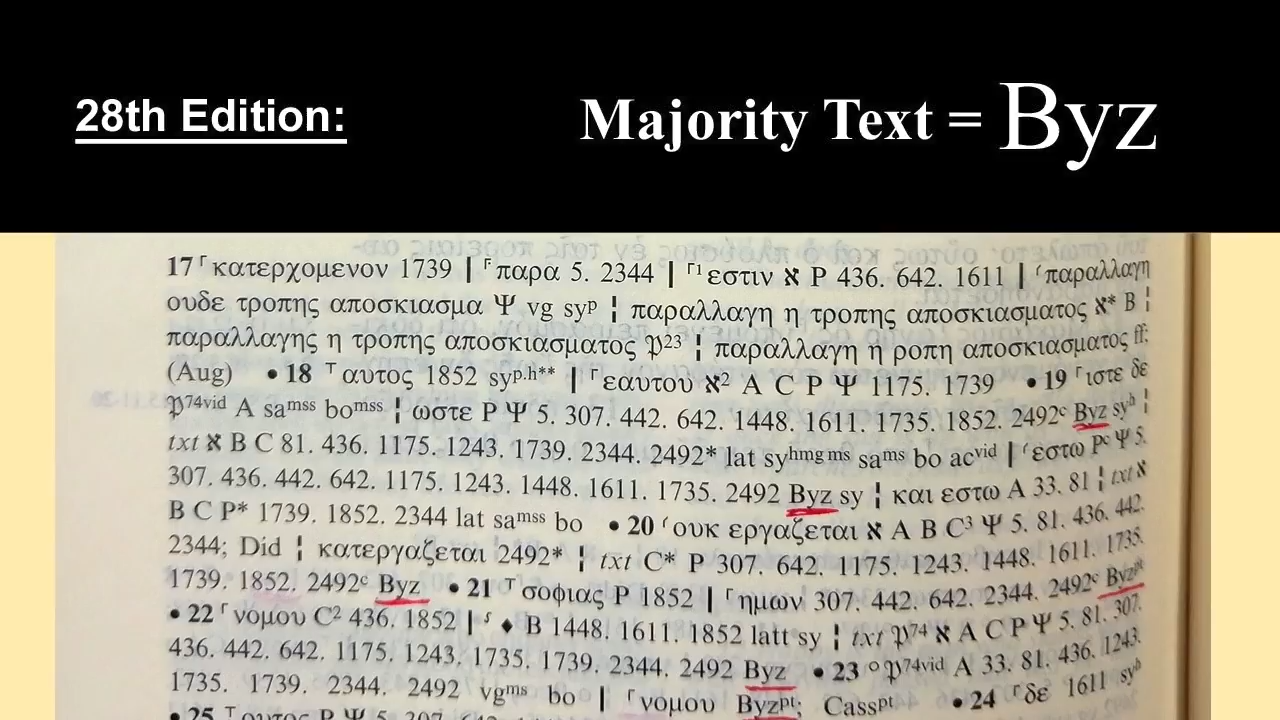 28th Edition:
Majority Text = Byz
17 ⸀κατερχομενον 1739 | ⸁παρα 5. 2344 | ⸀¹εστιν ℵ P 436. 642. 1611 | ⸂παραλλαγη
ουδε τροπης αποσκιασμα Ψ vg syᵖ ¦ παραλλαγη η τροπης αποσκιασματος ℵ* B ¦
παραλλαγης η τροπης αποσκιασματος 𝔓²³ ¦ παραλλαγη η ροπη αποσκιασματος ff;
(Aug) • 18 ⸆αυτος 1852 syᵖ·ʰ** | ⸀εαυτου ℵ² A C P Ψ 1175. 1739 • 19 ⸀ιστε δε
𝔓⁷⁴ᵛⁱᵈ A saᵐˢˢ boᵐˢˢ ¦ ωστε P Ψ 5. 307. 442. 642. 1448. 1611. 1735. 1852. 2492ᶜ Byz syʰ ¦
txt ℵ B C 81. 436. 1175. 1243. 1739. 2344. 2492* lat syʰᵐᵍ ᵐˢ saᵐˢ bo acᵛⁱᵈ | ⸂εστω Pᶜ Ψ 5.
307. 436. 442. 642. 1175. 1243. 1448. 1611. 1735. 2492 Byz sy ¦ και εστω A 33. 81 ¦ txt ℵ
B C P* 1739. 1852. 2344 lat saᵐˢˢ bo • 20 ⸂ουκ εργαζεται ℵ A B C³ Ψ 5. 81. 436. 442.
2344; Did ¦ κατεργαζεται 2492* ¦ txt C* P 307. 642. 1175. 1243. 1448. 1611. 1735.
1739. 1852. 2492ᶜ Byz • 21 ⸆σοφιας P 1852 | ⸀ημων 307. 442. 642. 2344. 2492ᶜ Byzᵖᵗ
• 22 ⸀νομου C² 436. 1852 | ⸉ ♦ B 1448. 1611. 1852 latt sy ¦ txt 𝔓⁷⁴ ℵ A C P Ψ 5. 81. 307.
436. 442. 642. 1175. 1243. 1735. 1739. 2344. 2492 Byz • 23 °𝔓⁷⁴ᵛⁱᵈ A 33. 81. 436. 1243.
1735. 1739. 2344. 2492 vgᵐˢ bo | ⸀νομου Byzᵖᵗ; Cassᵖᵗ • 24 ⸀δε 1611 syʰ
• 25 ⸆ουτος P Ψ 5. 307